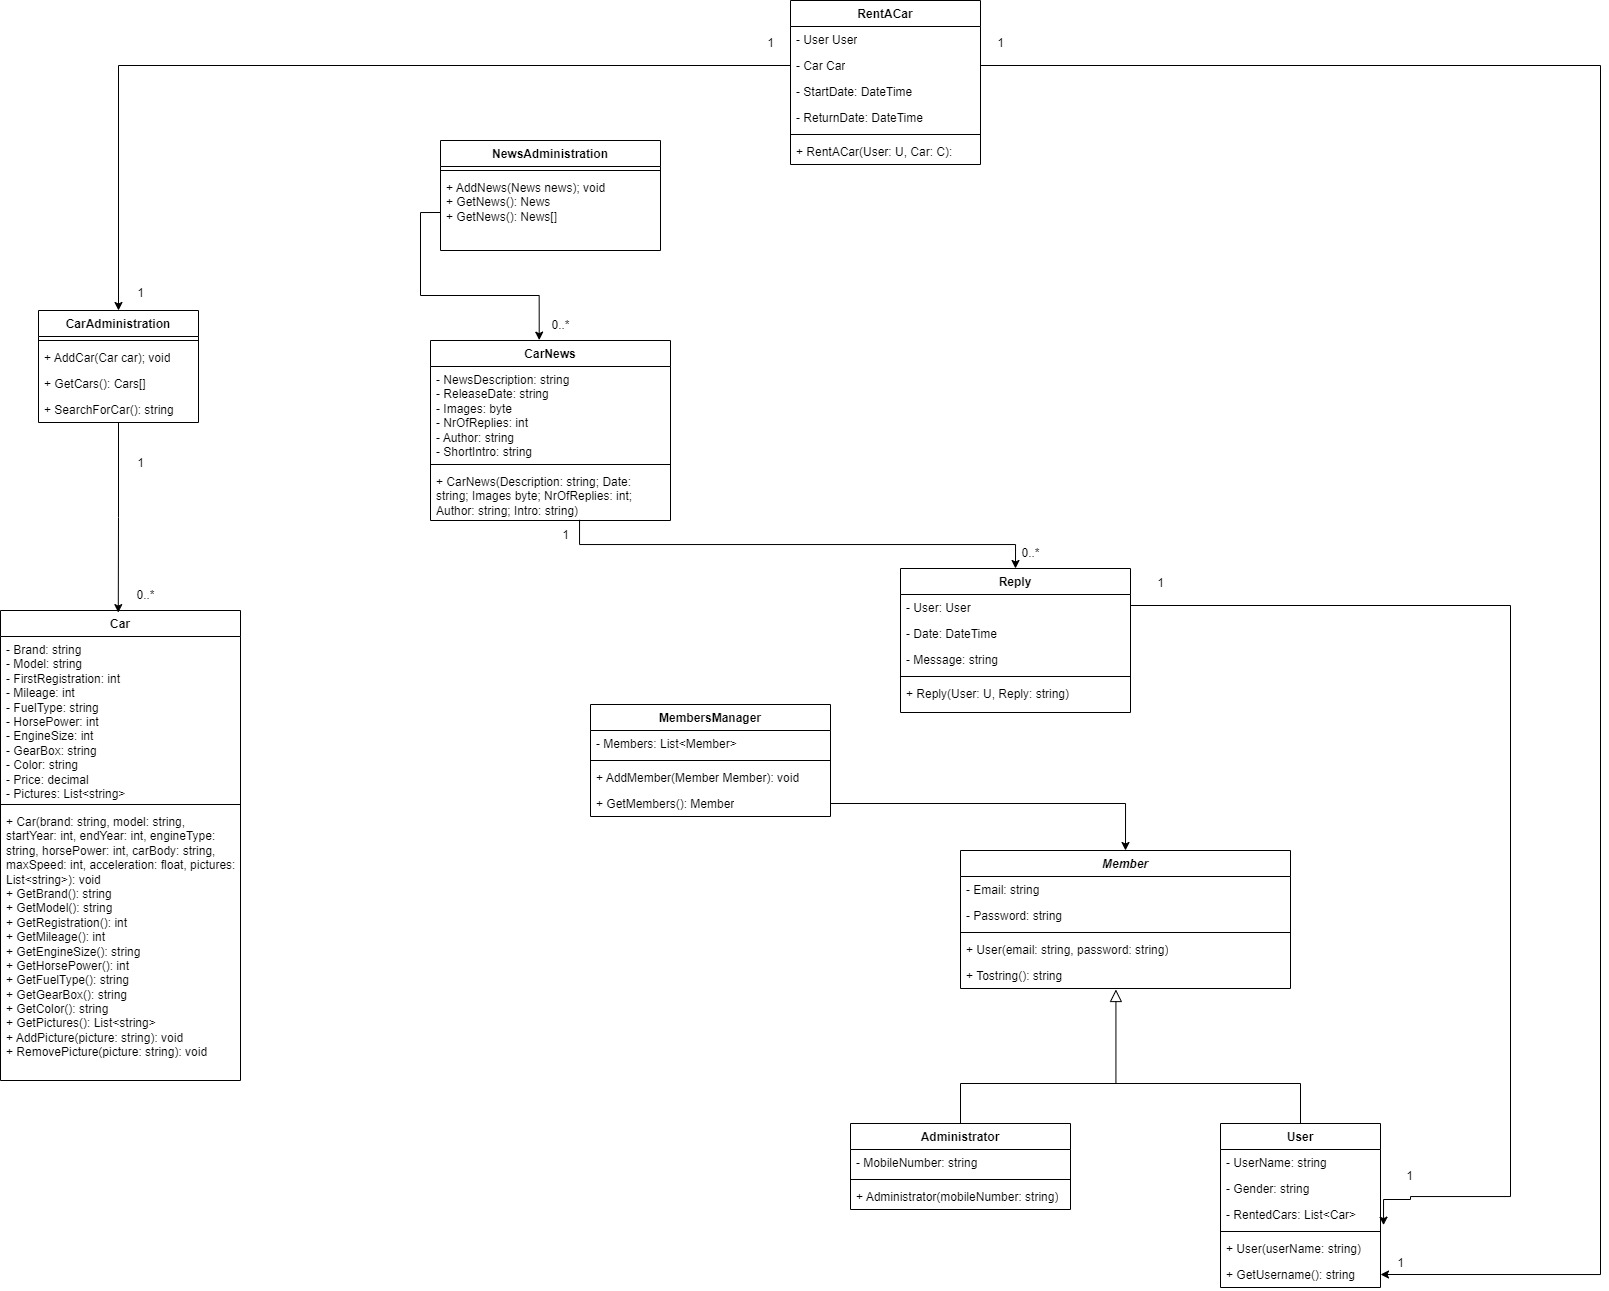 RentACar
- User User
- Car Car
- StartDate: DateTime
- ReturnDate: DateTime
+ RentACar(User: U, Car: C):
1
1
NewsAdministration
+ AddNews(News news); void
+ GetNews(): News
+ GetNews(): News[]
1
CarAdministration
+ AddCar(Car car); void
+ GetCars(): Cars[]
+ SearchForCar(): string
0..*
CarNews
- NewsDescription: string
- ReleaseDate: string
- Images: byte
- NrOfReplies: int
- Author: string
- ShortIntro: string
+ CarNews(Description: string; Date:
string; Images byte; NrOfReplies: int;
Author: string; Intro: string)
1
1
0..*
0..*
Reply
- User: User
- Date: DateTime
- Message: string
+ Reply(User: U, Reply: string)
1
Car
- Brand: string
- Model: string
- FirstRegistration: int
- Mileage: int
- FuelType: string
- HorsePower: int
- EngineSize: int
- GearBox: string
- Color: string
- Price: decimal
- Pictures: List<string>
+ Car(brand: string, model: string,
startYear: int, endYear: int, engineType:
string, horsePower: int, carBody: string,
maxSpeed: int, acceleration: float, pictures:
List<string>): void
+ GetBrand(): string
+ GetModel(): string
+ GetRegistration(): int
+ GetMileage(): int
+ GetEngineSize(): string
+ GetHorsePower(): int
+ GetFuelType(): string
+ GetGearBox(): string
+ GetColor(): string
+ GetPictures(): List<string>
+ AddPicture(picture: string): void
+ RemovePicture(picture: string): void
MembersManager
- Members: List<Member>
+ AddMember(Member Member): void
+ GetMembers(): Member
Member
- Email: string
- Password: string
+ User(email: string, password: string)
+ Tostring(): string
Administrator
- MobileNumber: string
+ Administrator(mobileNumber: string)
User
- UserName: string
- Gender: string
- RentedCars: List<Car>
+ User(userName: string)
+ GetUsername(): string
1
1